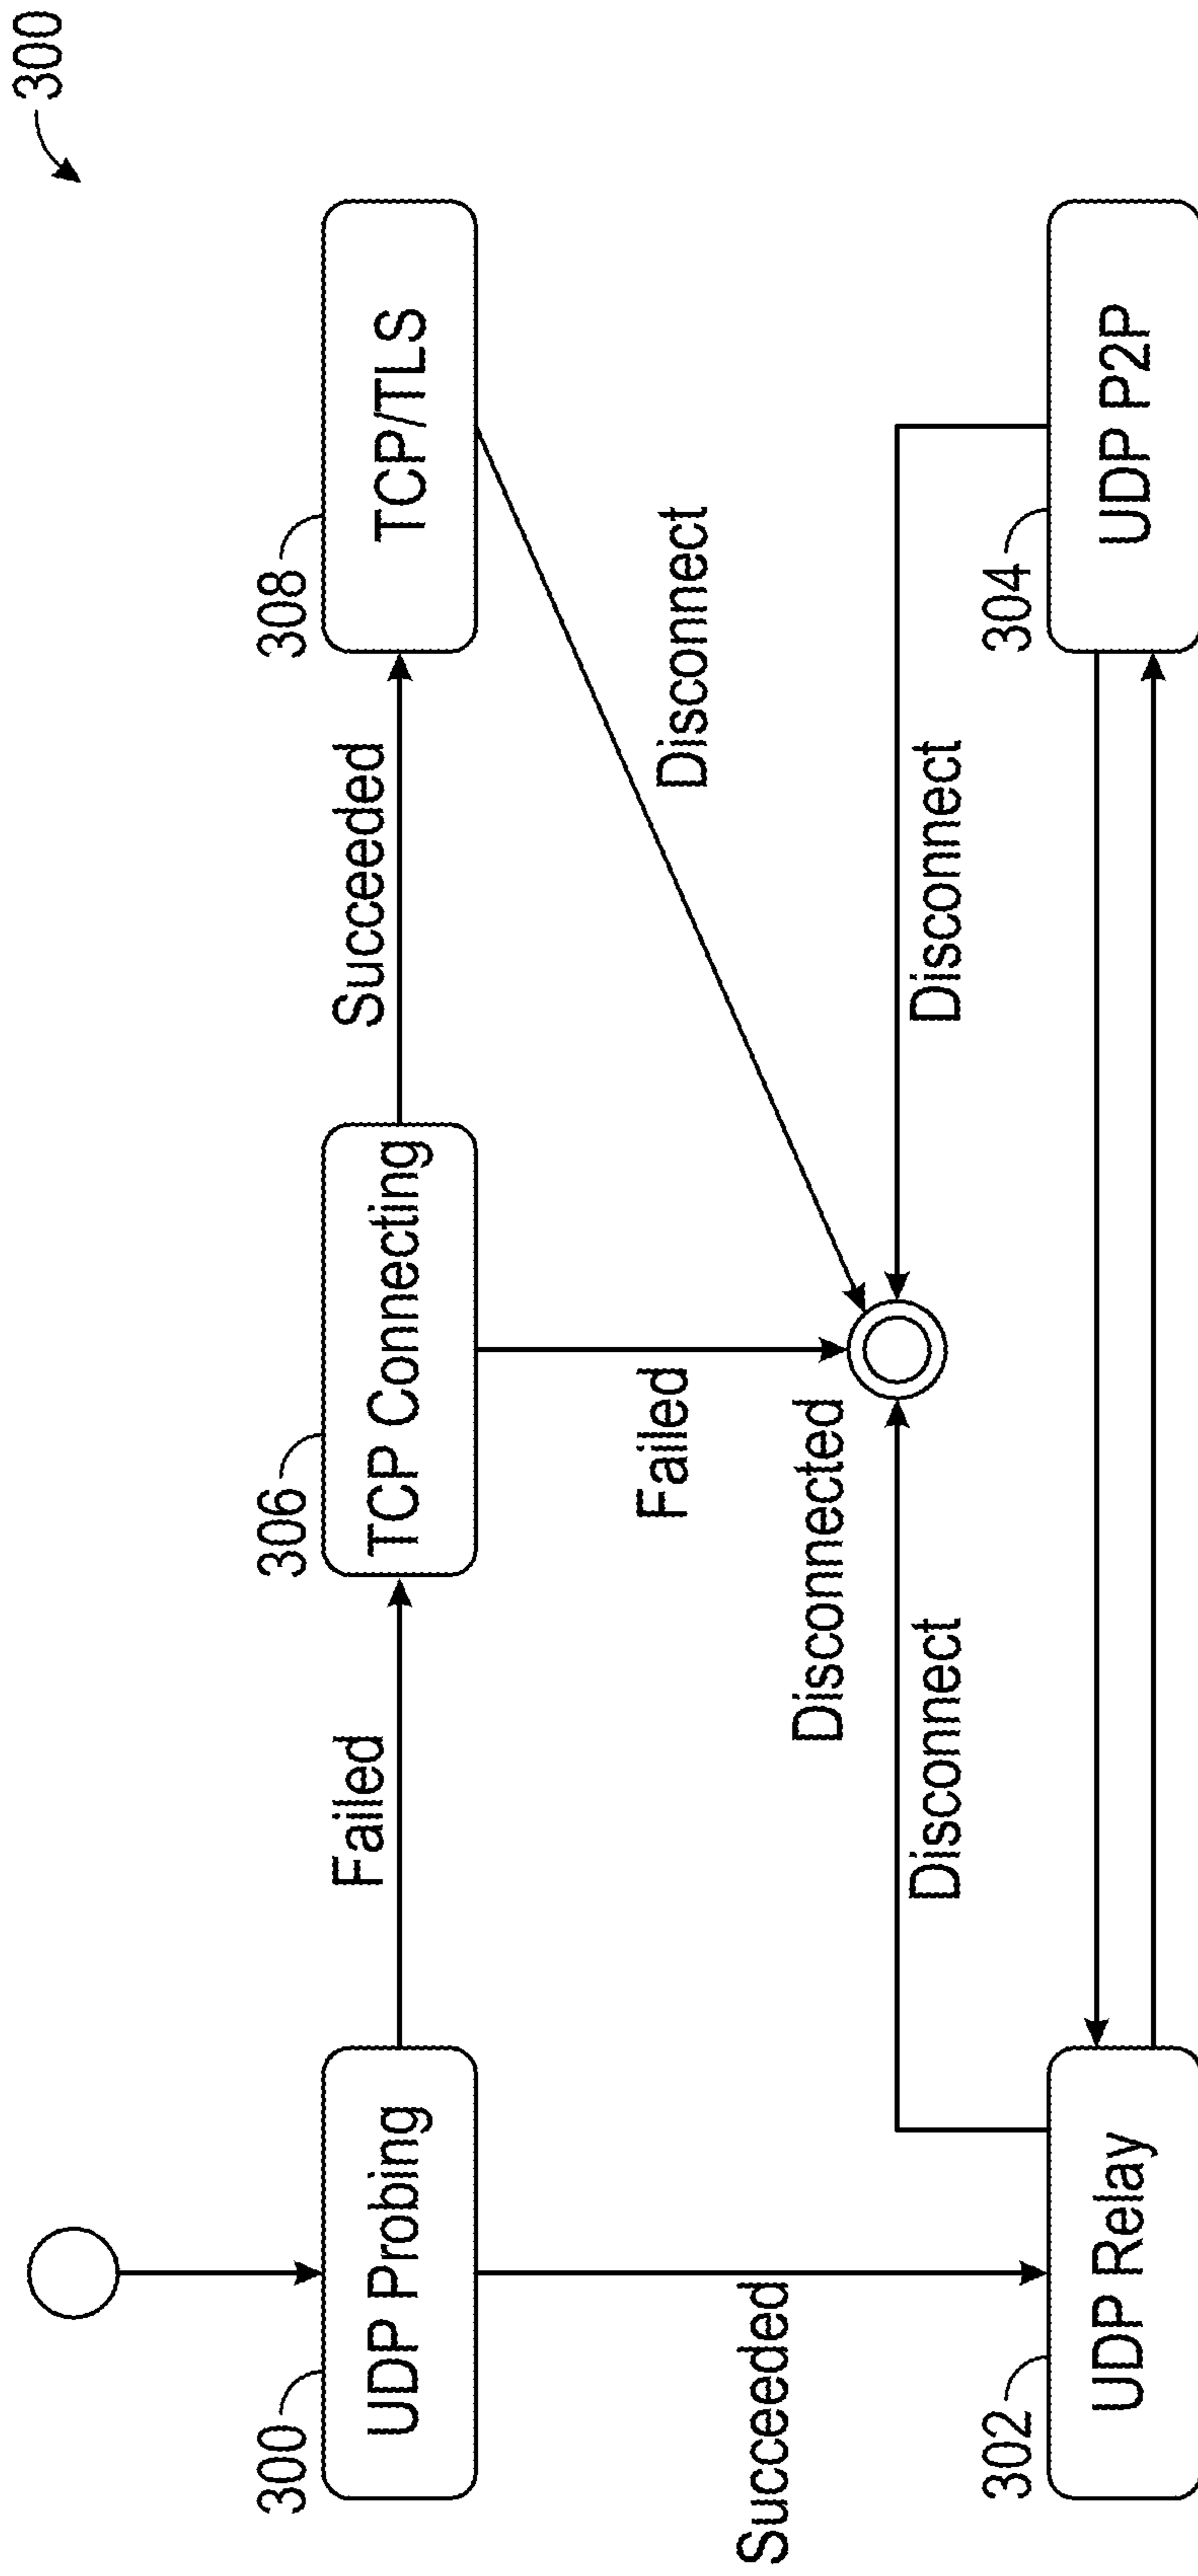 300
300
306
308
Failed
Succeeded
UDP Probing
TCP Connecting
TCP/TLS
Failed
Disconnect
Succeeded
Disconnected
Disconnect
Disconnect
302
304
UDP Relay
UDP P2P